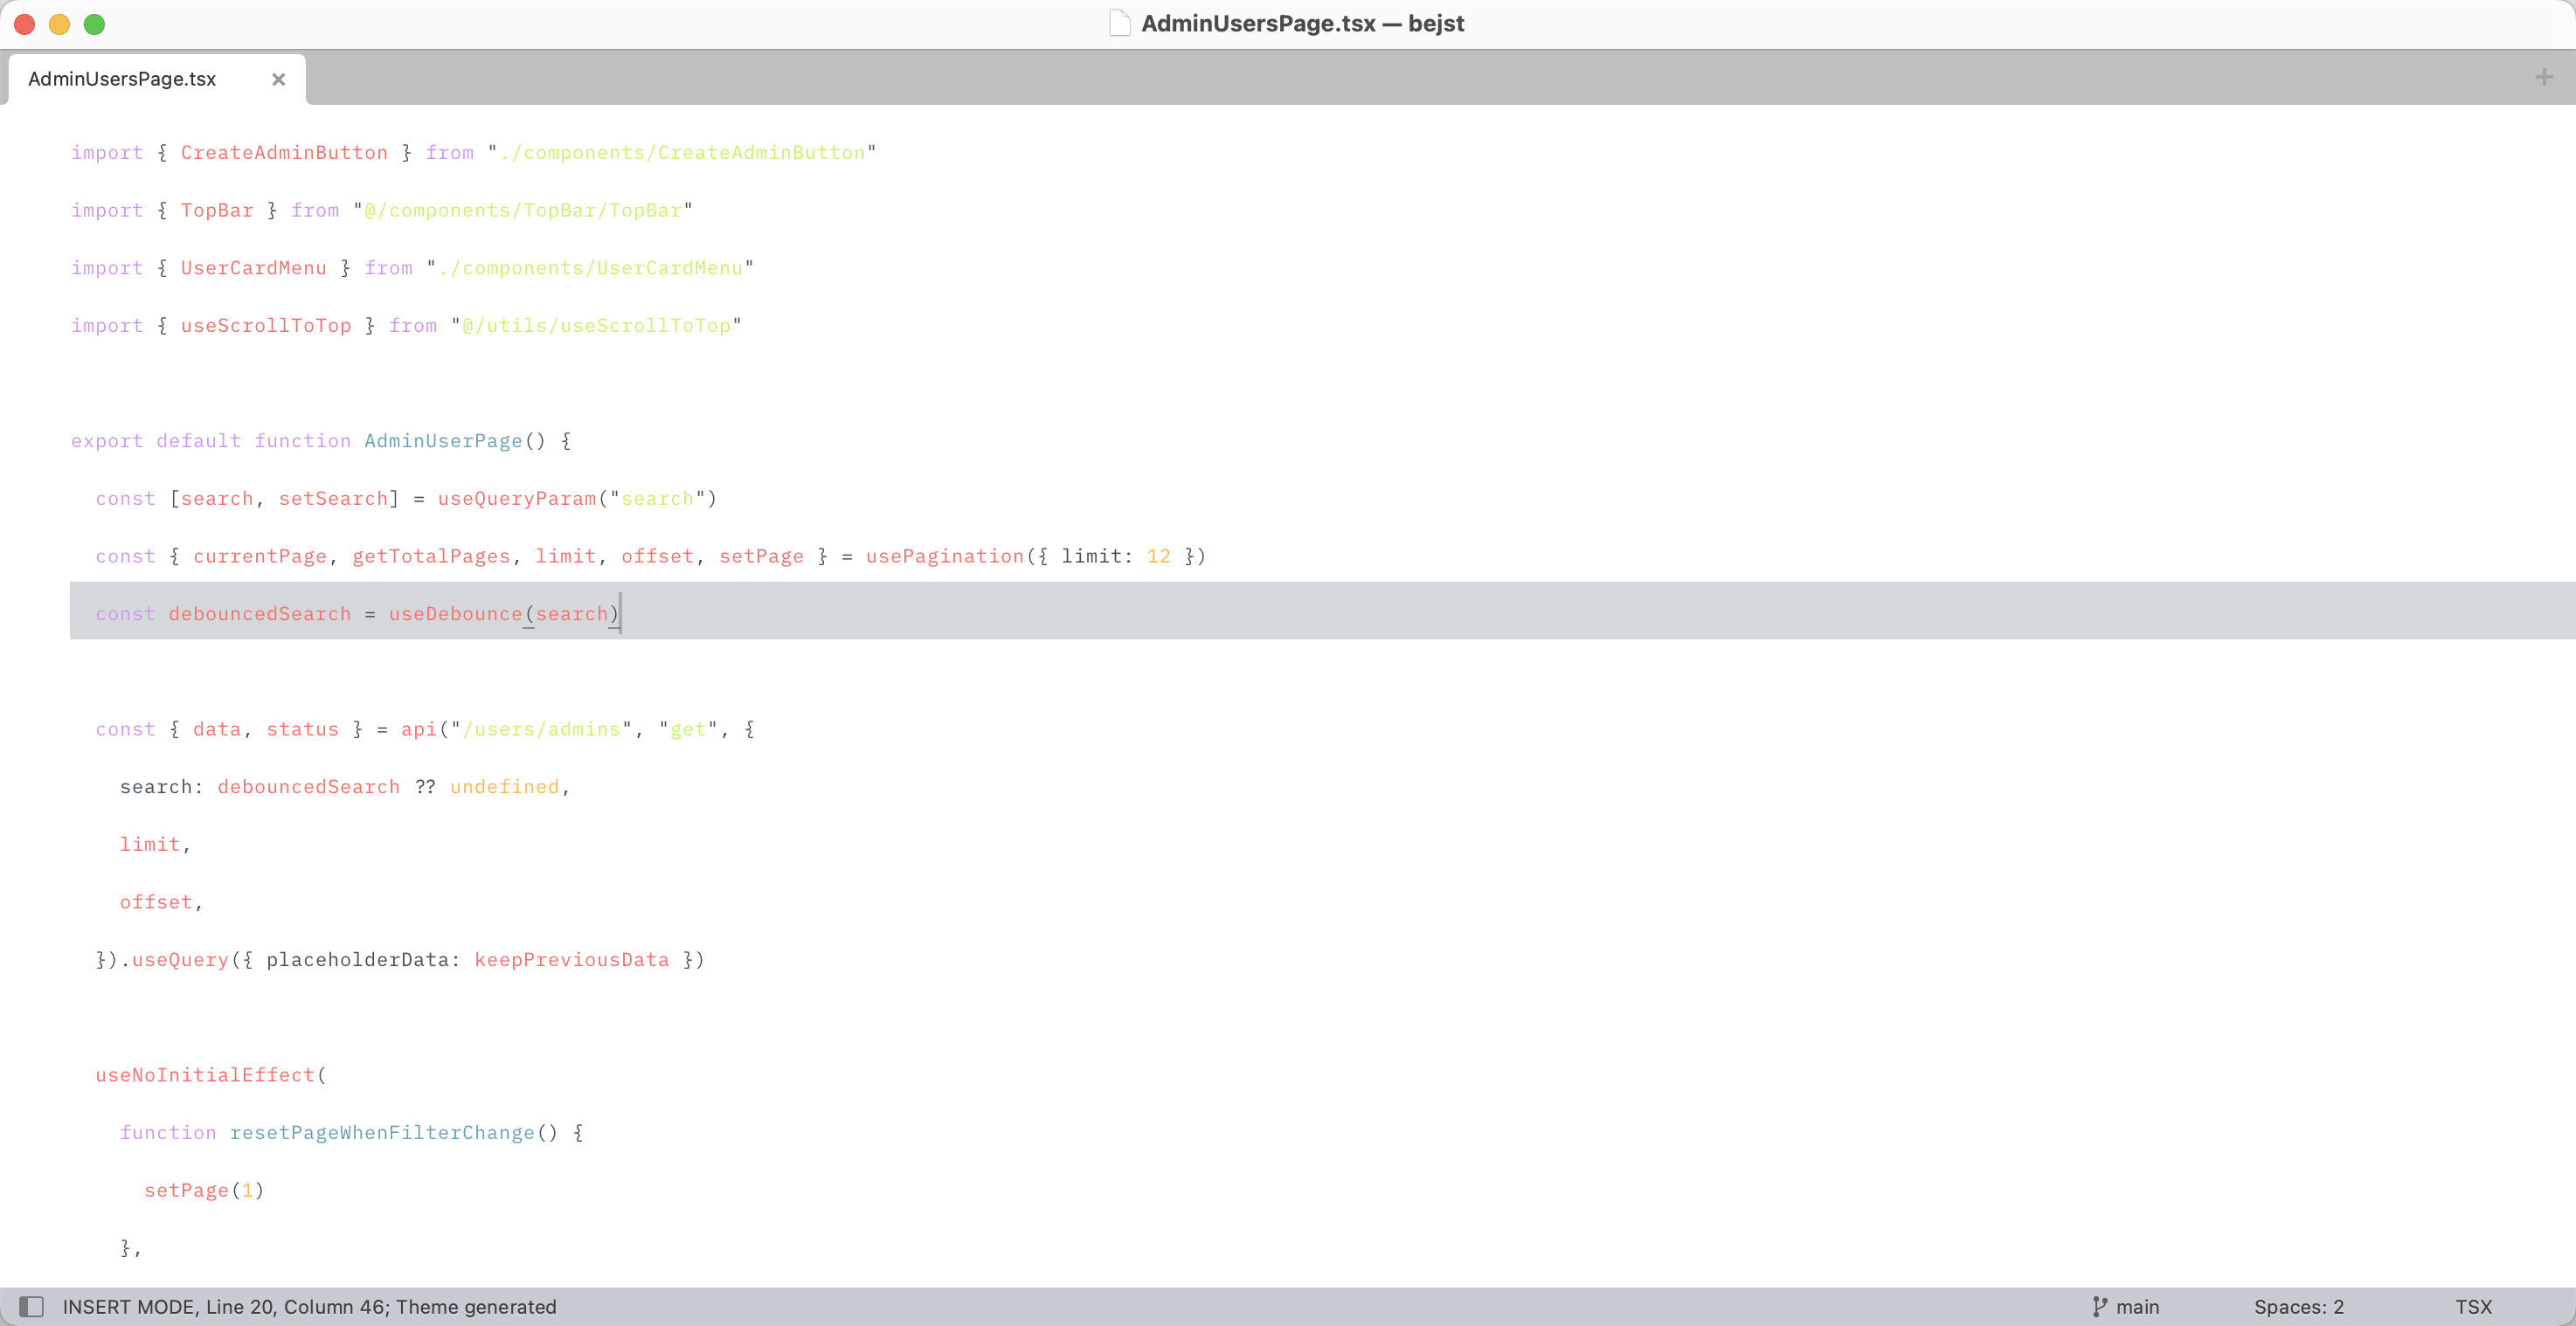 AdminUsersPage.tsx — bejst
AdminUsersPage.tsx
import { CreateAdminButton } from "./components/CreateAdminButton"
import { TopBar } from "@/components/TopBar/TopBar"
import { UserCardMenu } from "./components/UserCardMenu"
import { useScrollToTop } from "@/utils/useScrollToTop"
export default function AdminUserPage() {
  const [search, setSearch] = useQueryParam("search")
  const { currentPage, getTotalPages, limit, offset, setPage } = usePagination({ limit: 12 })
  const debouncedSearch = useDebounce(search)
  const { data, status } = api("/users/admins", "get", {
    search: debouncedSearch ?? undefined,
    limit,
    offset,
  }).useQuery({ placeholderData: keepPreviousData })
  useNoInitialEffect(
    function resetPageWhenFilterChange() {
      setPage(1)
    },
INSERT MODE, Line 20, Column 46; Theme generated
main
Spaces: 2
TSX